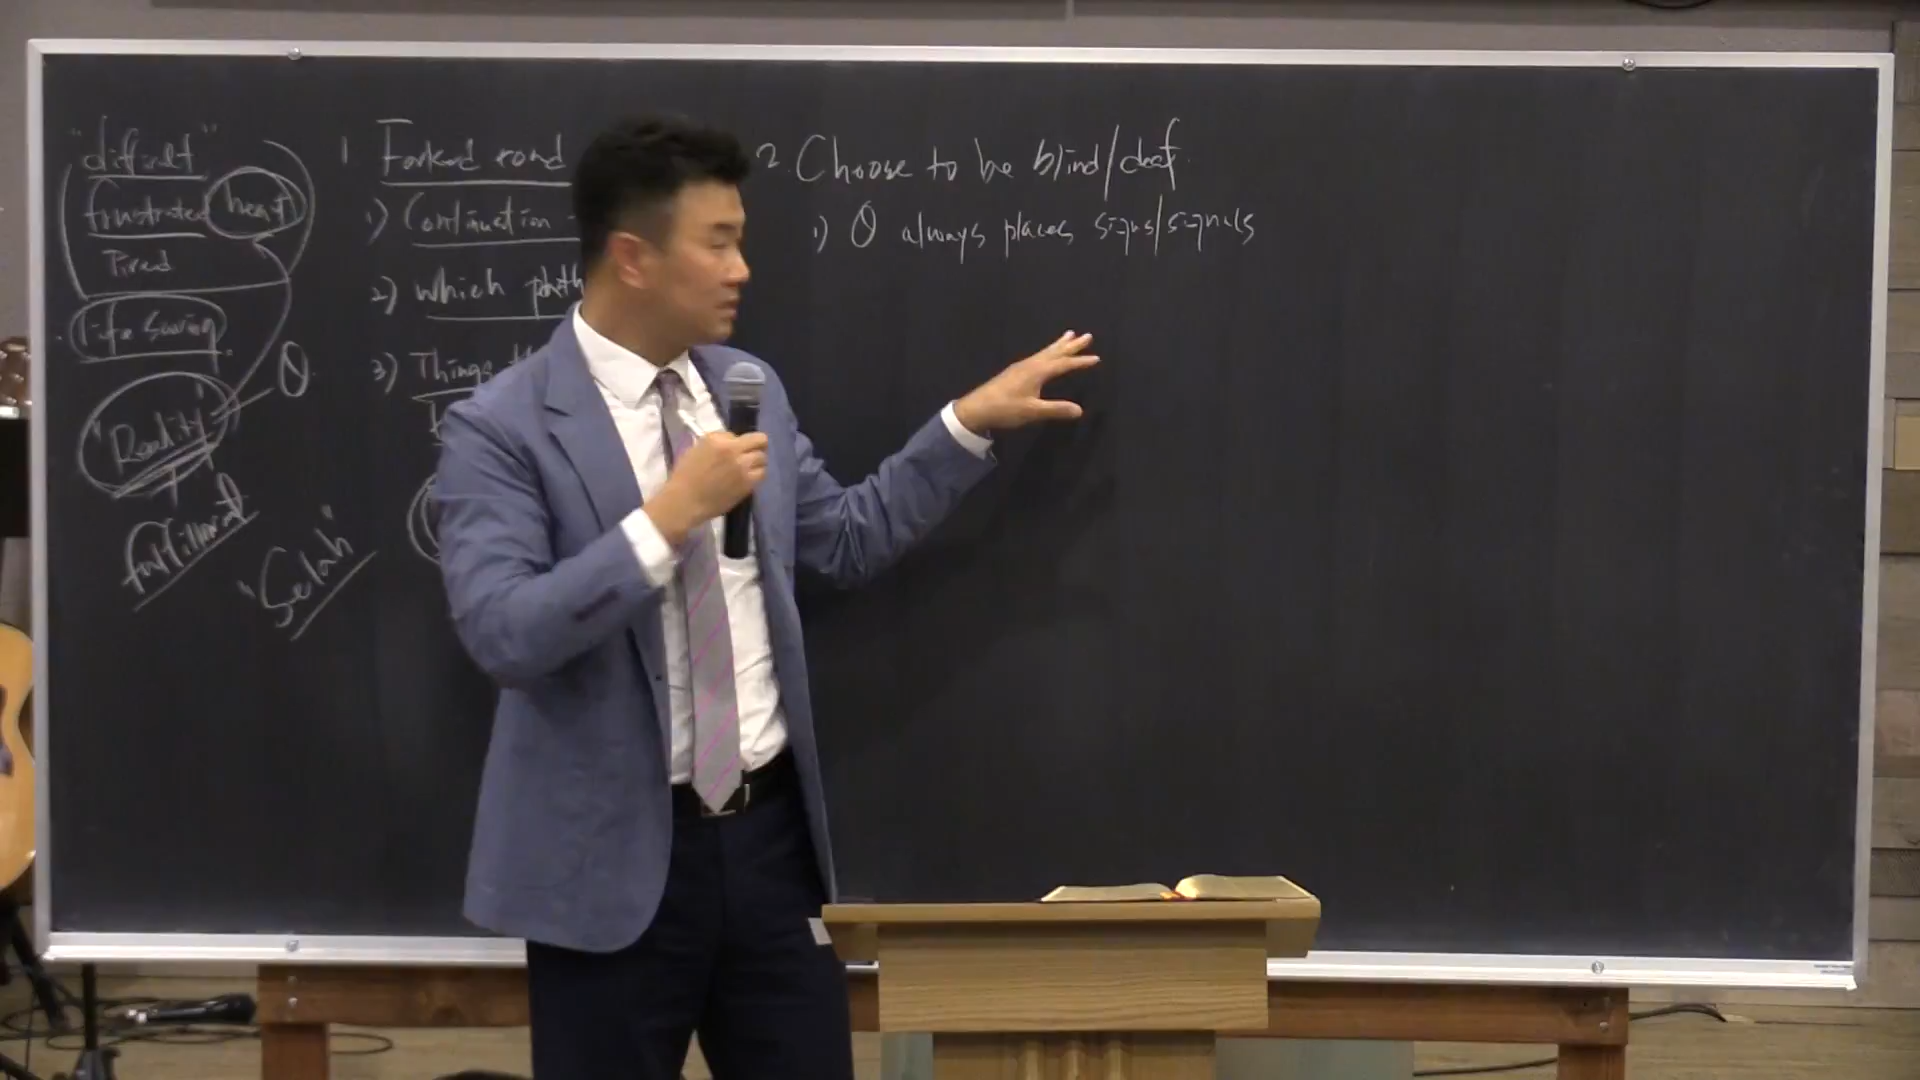 "difficult"
frustrated heart
Tired
life saving
"Reality" θ
fulfillment
"Selah"
1 Forked road
1) Continuation -
2) which path
3) Things
2. Choose to be blind/deaf
1) θ always places signs/signals